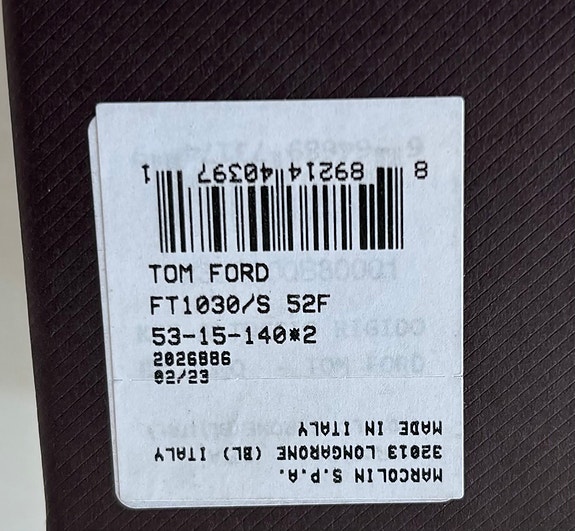 8 89214 40397 1
TOM FORD
FT1030/S 52F
53-15-140*2
2026886
02/23
MARCOLIN S.P.A.
32013 LONGARONE (BL) ITALY
MADE IN ITALY